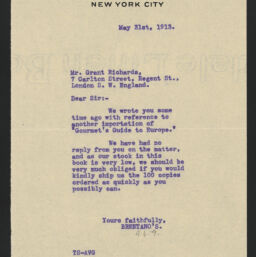 NEW YORK CITY
May 31st, 1913.
Mr. Grant Richards,
7 Carlton Street, Regent St.,
London S. W. England.
Dear Sir:-
We wrote you some
time ago with reference to
another importation of
"Gourmet's Guide to Europe."
We have had no
reply from you on the matter,
and as our stock in this
book is very low, we should be
very much obliged if you would
kindly ship us the 100 copies
ordered as quickly as you
possibly can.
Yours faithfully,
BRENTANO'S.
TS-AVG